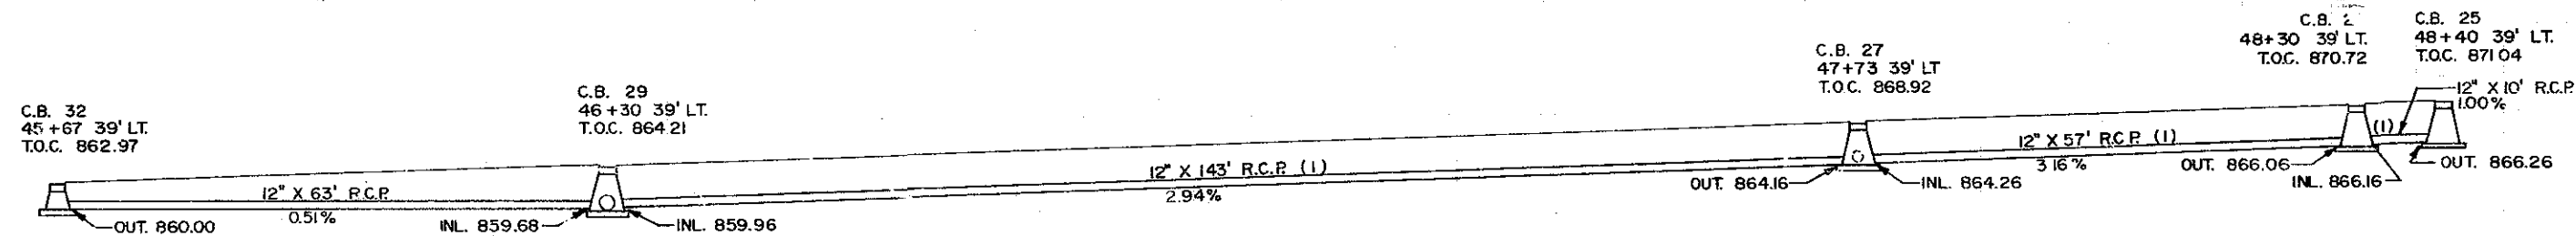 C.B. 32
45+67 39' LT.
T.O.C. 862.97
C.B. 29
46+30 39' LT.
T.O.C. 864.21
C.B. 27
47+73 39' LT
T.O.C. 868.92
C.B.
48+30 39' LT.
T.O.C. 870.72
C.B. 25
48+40 39' LT.
T.O.C. 871.04
12" X 10' R.C.P.
1.00%
12" X 63' R.C.P.
0.51%
OUT. 860.00
INL. 859.68
INL. 859.96
12" X 143' R.C.P. (1)
2.94%
OUT. 864.16
INL. 864.26
12" X 57' R.C.P. (1)
3.16%
OUT. 866.06
INL. 866.16
(1)
OUT. 866.26